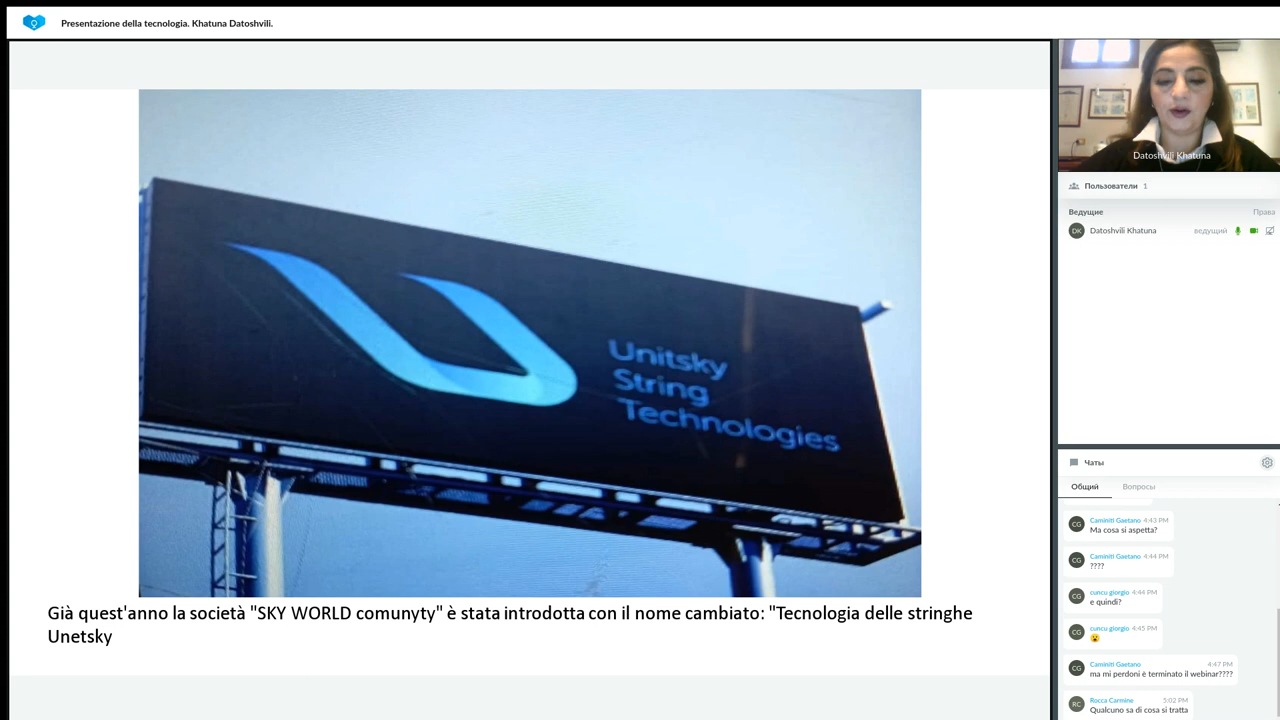 Presentazione della tecnologia. Khatuna Datoshvili.
Unitsky
String
Technologies
Già quest'anno la società "SKY WORLD comunyty" è stata introdotta con il nome cambiato: "Tecnologia delle stringhe
Unetsky
Datoshvili Khatuna
Пользователи 1
Ведущие Права
DK Datoshvili Khatuna ведущий
Чаты
Общий Вопросы
CG Caminiti Gaetano 4:43 PM
Ma cosa si aspetta?
CG Caminiti Gaetano 4:44 PM
????
CG cuncu giorgio 4:44 PM
e quindi?
CG cuncu giorgio 4:45 PM
😮
CG Caminiti Gaetano 4:47 PM
ma mi perdoni è terminato il webinar????
RC Rocca Carmine 5:02 PM
Qualcuno sa di cosa si tratta